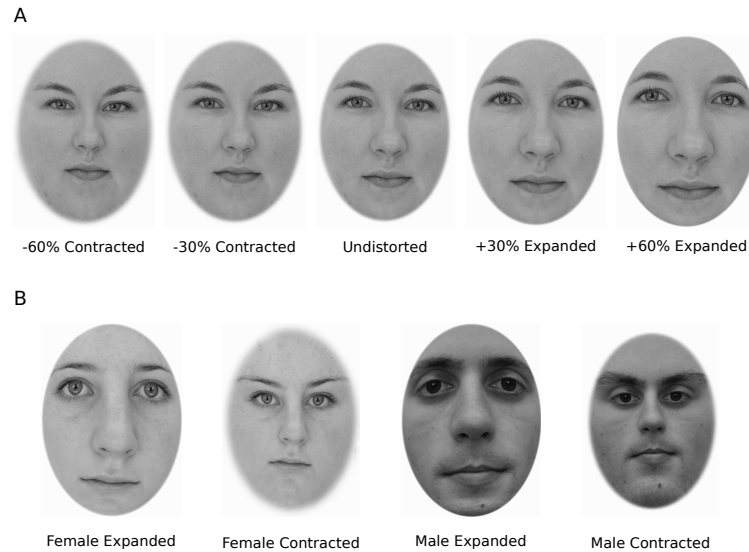 A
-60% Contracted -30% Contracted Undistorted +30% Expanded +60% Expanded
B
Female Expanded Female Contracted Male Expanded Male Contracted